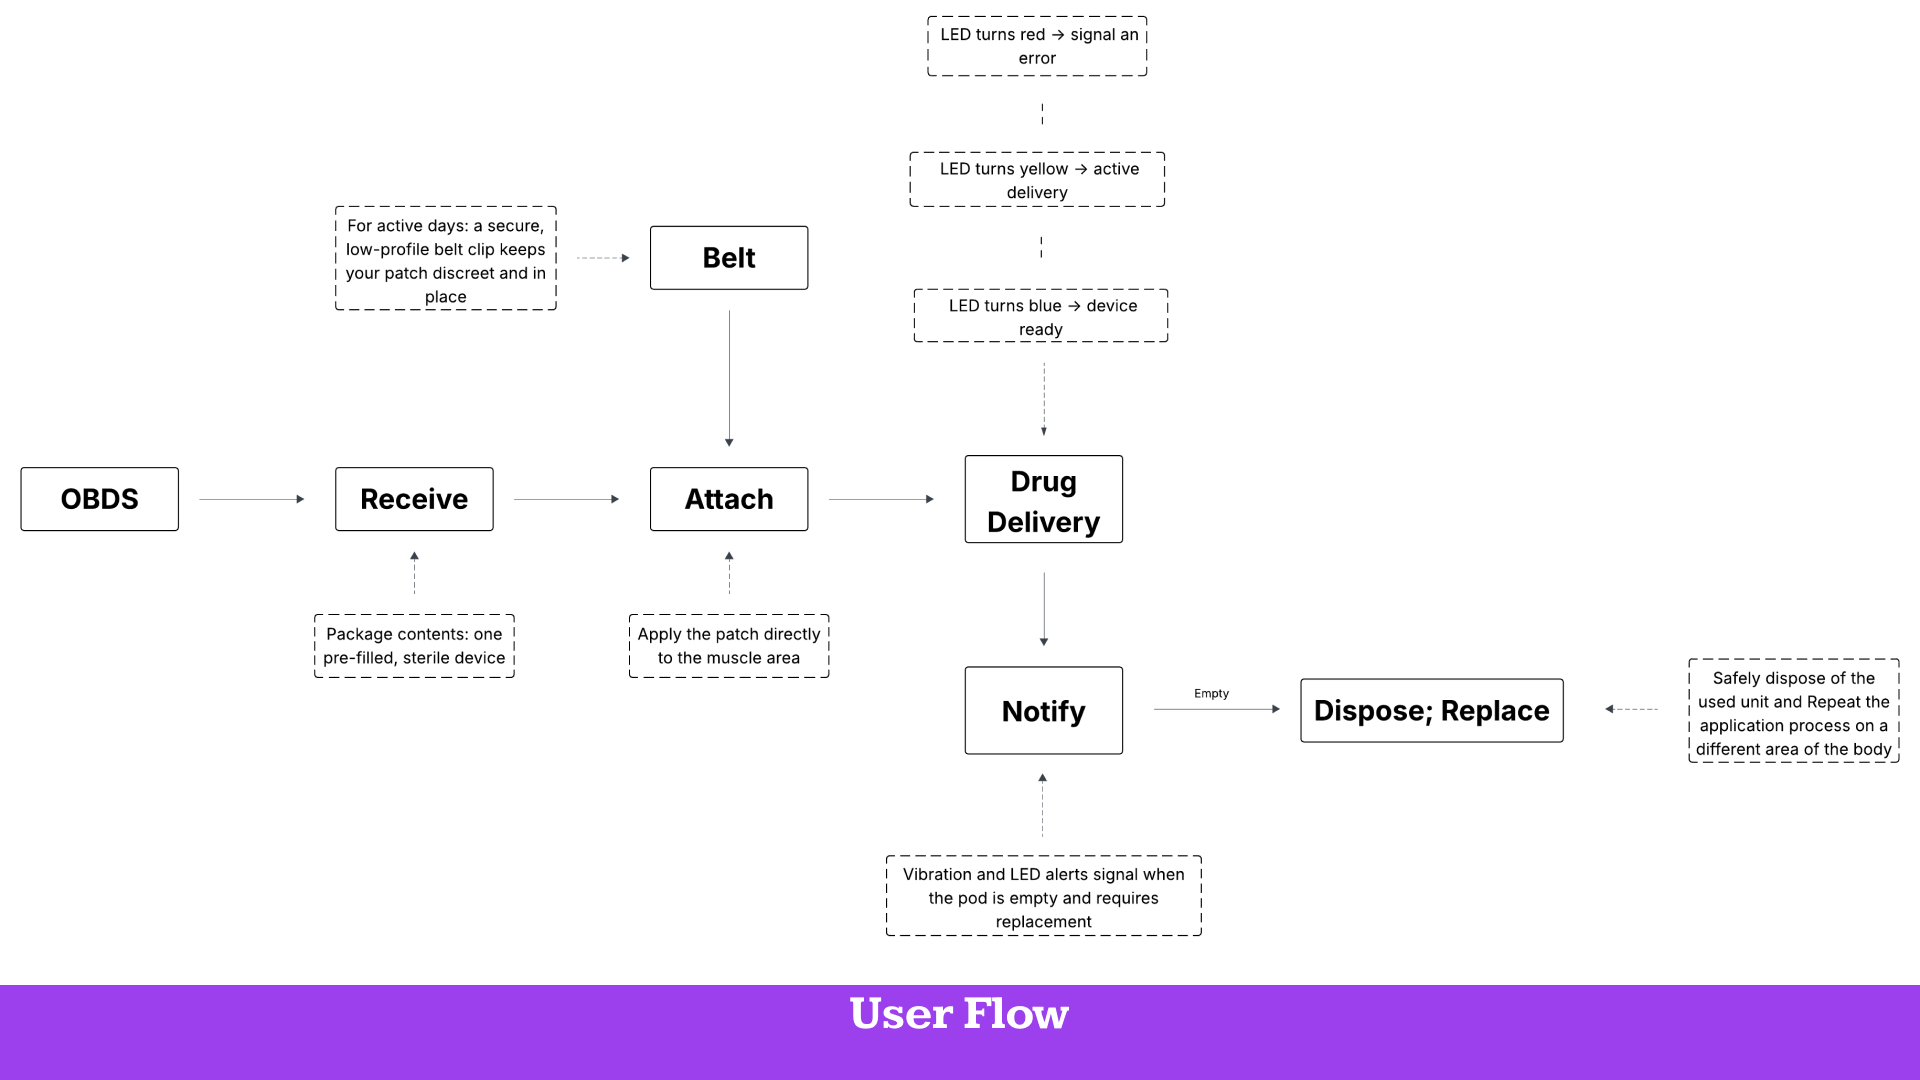 LED turns red → signal an
error
LED turns yellow → active
delivery
For active days: a secure,
low-profile belt clip keeps
your patch discreet and in
place
Belt
LED turns blue → device
ready
OBDS
Receive
Attach
Drug
Delivery
Package contents: one
pre-filled, sterile device
Apply the patch directly
to the muscle area
Notify
Empty
Dispose; Replace
Safely dispose of the
used unit and Repeat the
application process on a
different area of the body
Vibration and LED alerts signal when
the pod is empty and requires
replacement
User Flow